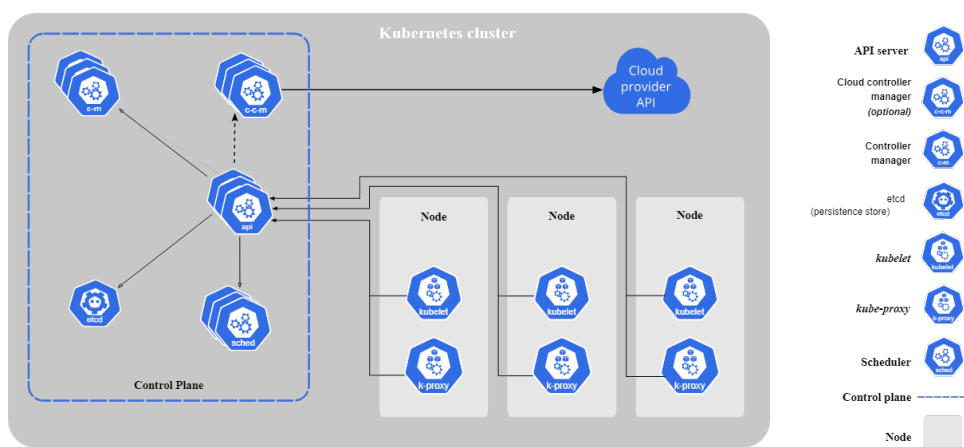 Kubernetes cluster
c-m
c-c-m
Cloud
provider
API
api
etcd
sched
Control Plane
Node
kubelet
k-proxy
Node
kubelet
k-proxy
Node
kubelet
k-proxy
API server
api
Cloud controller
manager
(optional)
c-c-m
Controller
manager
c-m
etcd
(persistence store)
etcd
kubelet
kubelet
kube-proxy
k-proxy
Scheduler
sched
Control plane
Node